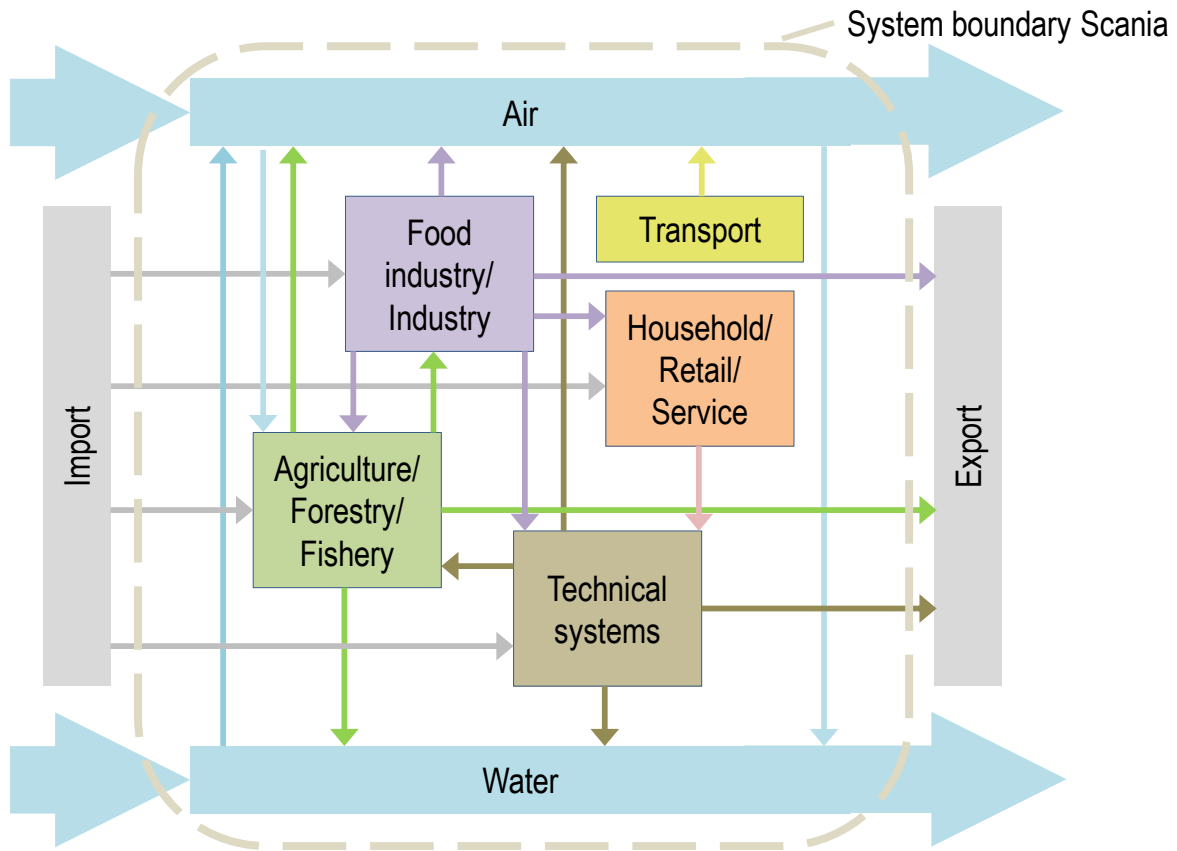 System boundary Scania
Air
Food
industry/
Industry
Transport
Household/
Retail/
Service
Import
Export
Agriculture/
Forestry/
Fishery
Technical
systems
Water